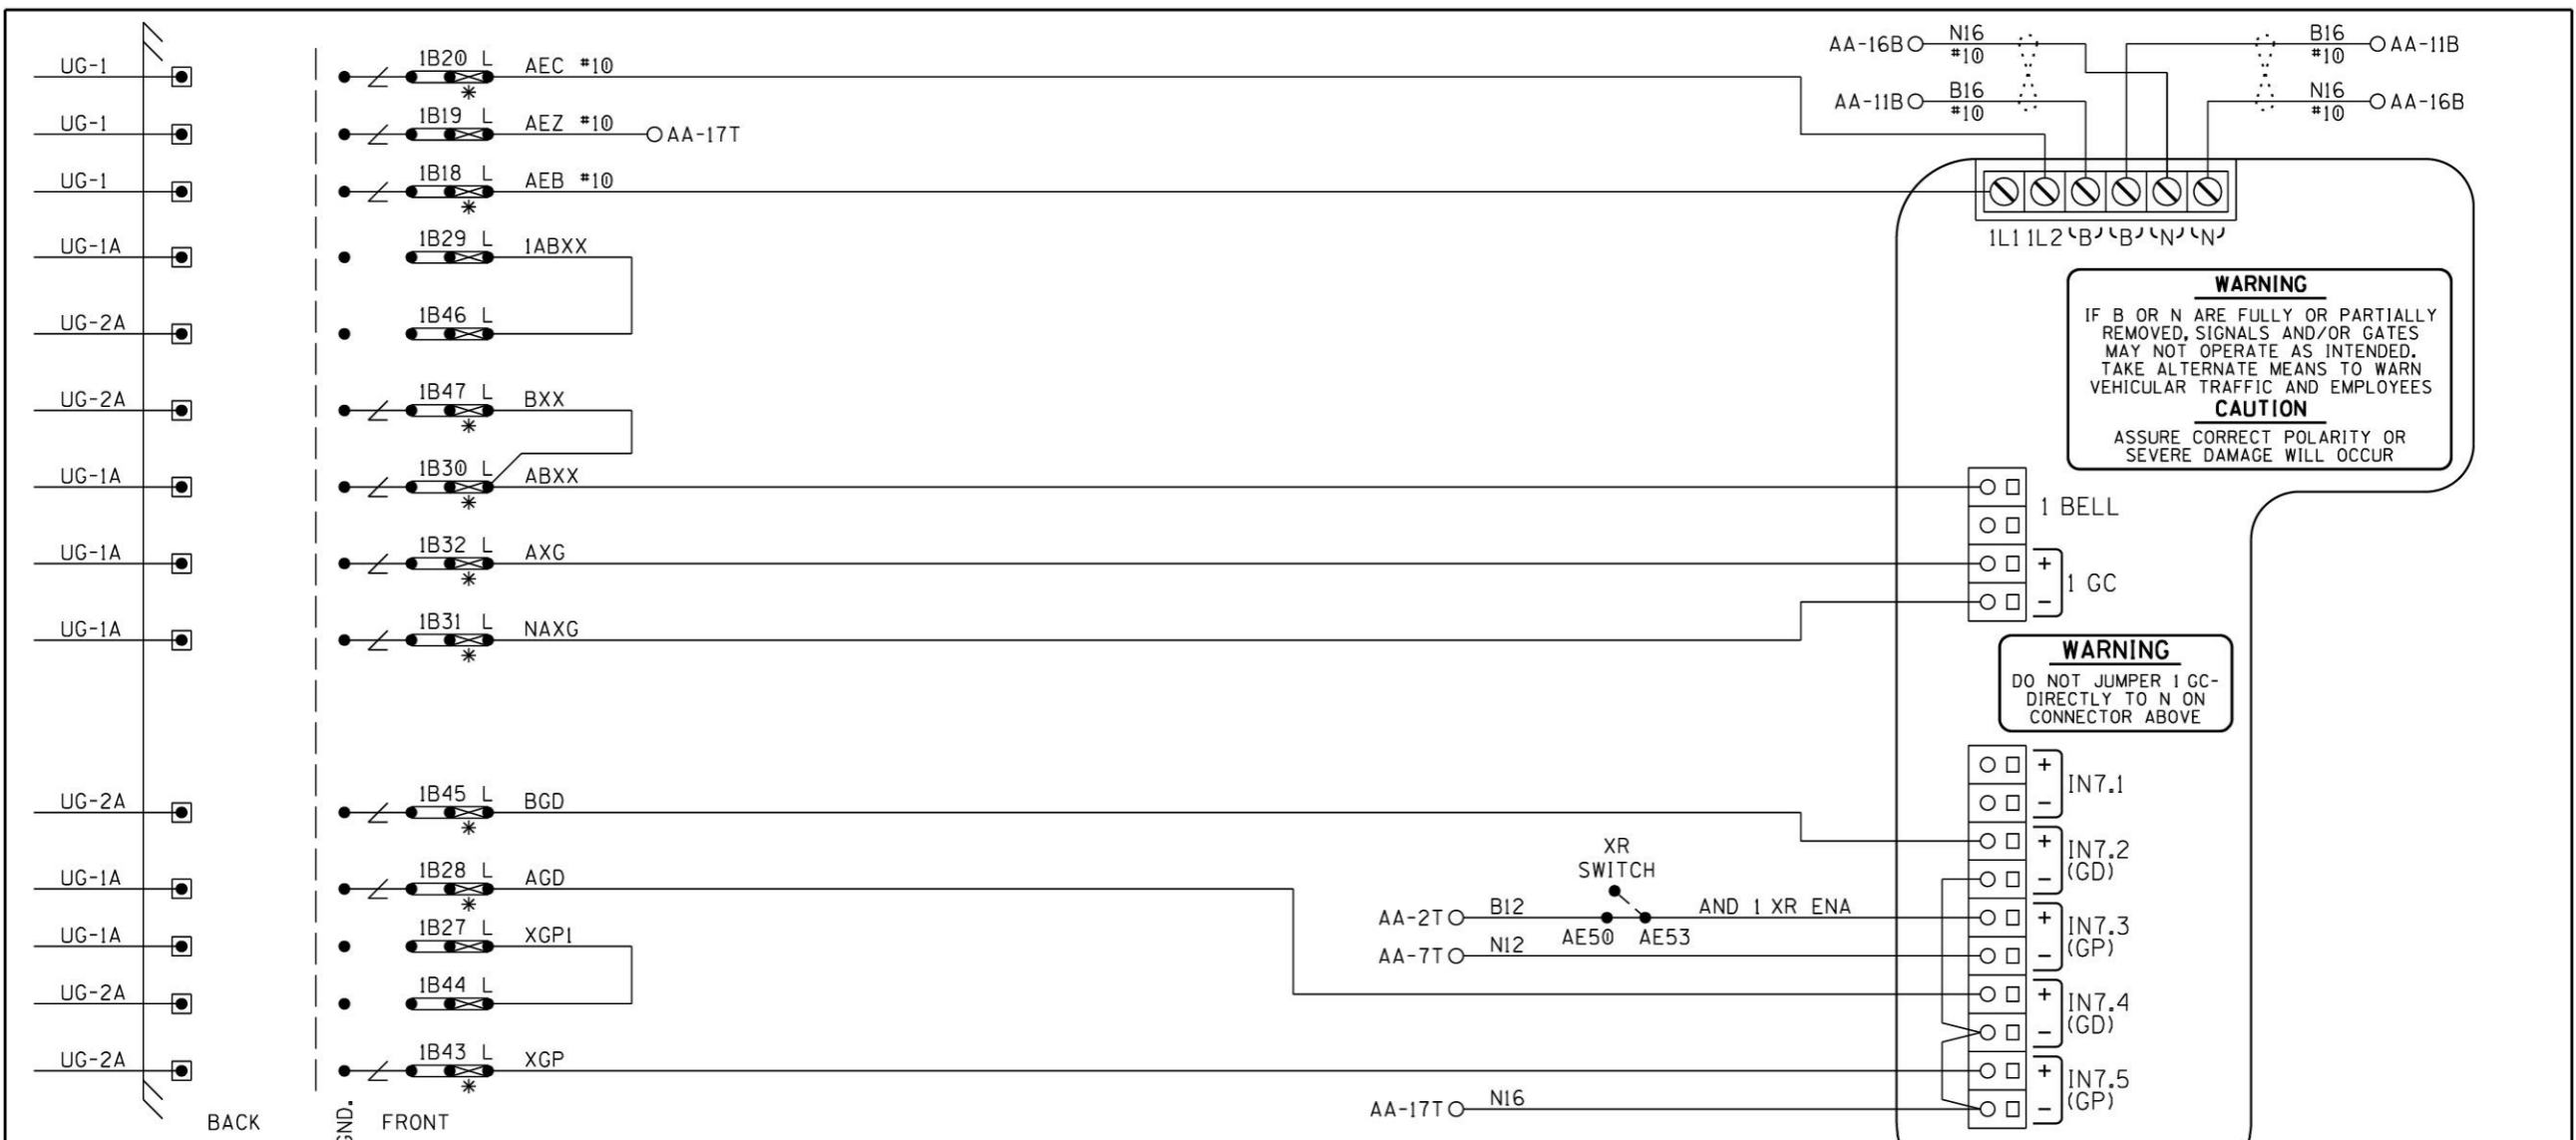 AA-16B N16 #10
B16 #10 AA-11B
AA-11B B16 #10
N16 #10 AA-16B
UG-1 1B20 L AEC #10
*
UG-1 1B19 L AEZ #10 AA-17T
UG-1 1B18 L AEB #10
*
1L1 1L2 B B N N
UG-1A 1B29 L 1ABXX
UG-2A 1B46 L
WARNING
IF B OR N ARE FULLY OR PARTIALLY
REMOVED, SIGNALS AND/OR GATES
MAY NOT OPERATE AS INTENDED.
TAKE ALTERNATE MEANS TO WARN
VEHICULAR TRAFFIC AND EMPLOYEES
CAUTION
ASSURE CORRECT POLARITY OR
SEVERE DAMAGE WILL OCCUR
UG-2A 1B47 L BXX
*
UG-1A 1B30 L ABXX
*
1 BELL
UG-1A 1B32 L AXG
*
+
1 GC
-
UG-1A 1B31 L NAXG
*
WARNING
DO NOT JUMPER 1 GC-
DIRECTLY TO N ON
CONNECTOR ABOVE
+
IN7.1
-
UG-2A 1B45 L BGD
*
+
IN7.2
(GD)
-
UG-1A 1B28 L AGD
*
XR
SWITCH
AA-2T B12 AND 1 XR ENA
AE50 AE53
AA-7T N12
+
IN7.3
(GP)
-
UG-1A 1B27 L XGP1
UG-2A 1B44 L
+
IN7.4
(GD)
-
UG-2A 1B43 L XGP
*
+
IN7.5
(GP)
-
AA-17T N16
BACK
GND.
FRONT